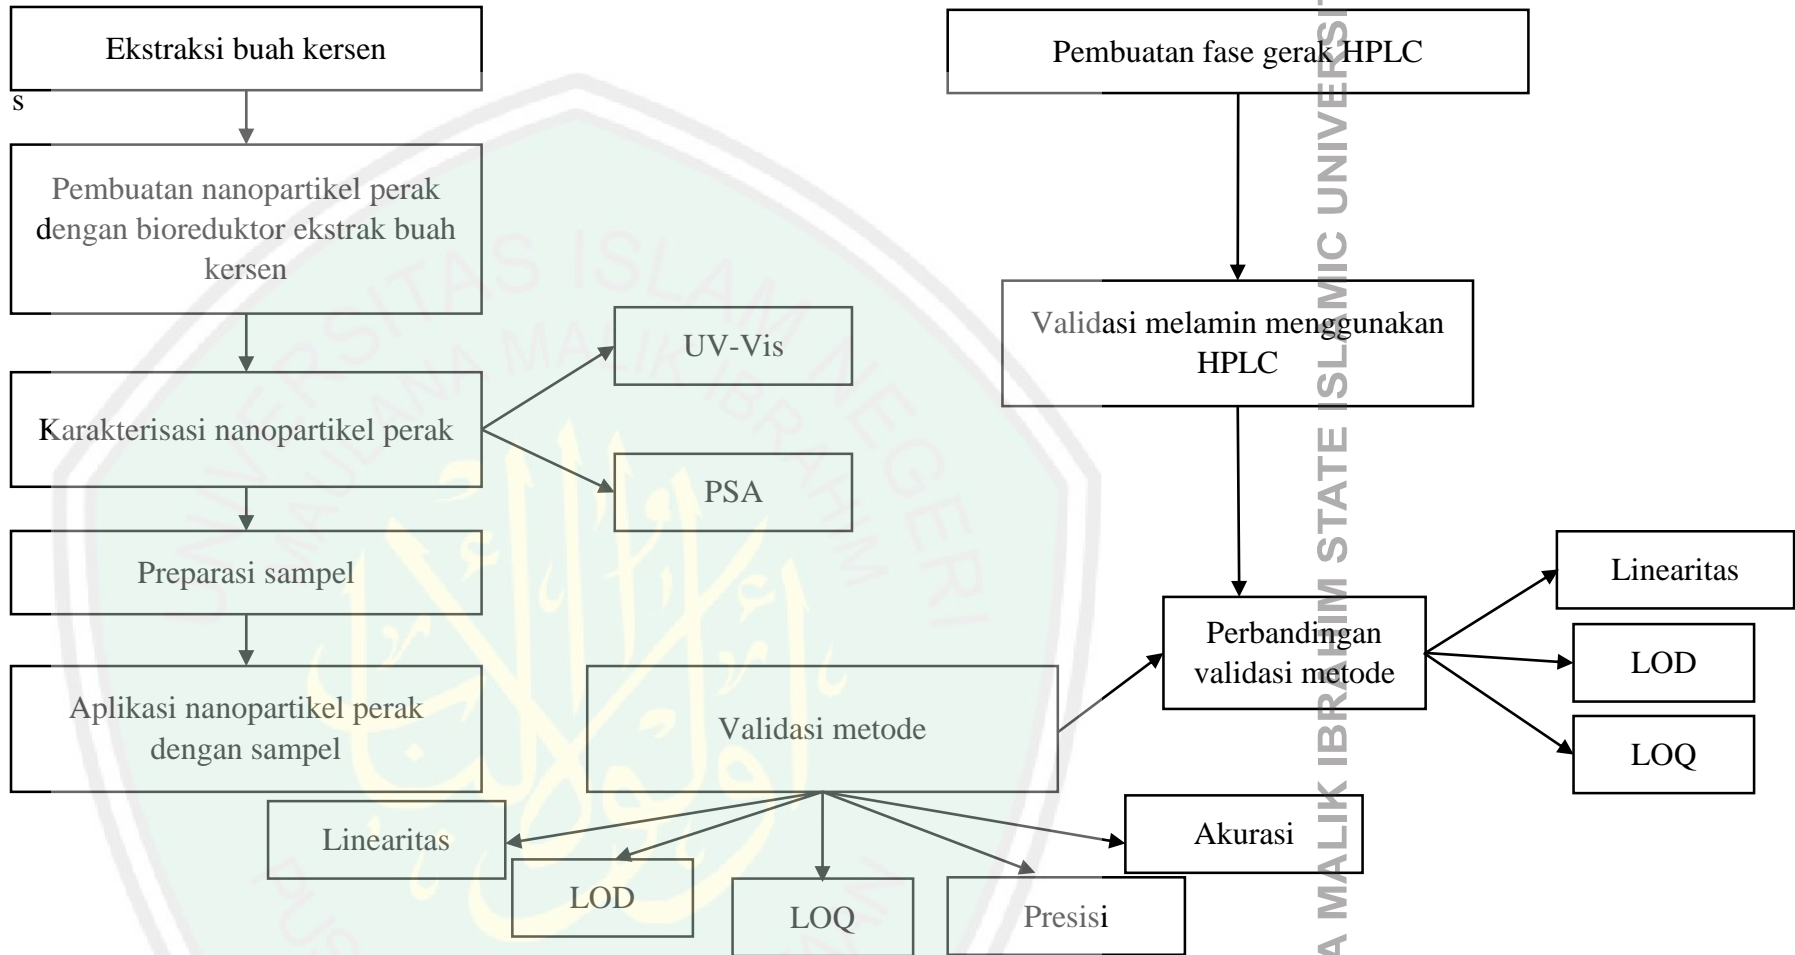 Ekstraksi buah kersen
s
Pembuatan nanopartikel perak
dengan bioreduktor ekstrak buah
kersen
Karakterisasi nanopartikel perak
UV-Vis
PSA
Preparasi sampel
Aplikasi nanopartikel perak
dengan sampel
Validasi metode
Linearitas
LOD
LOQ
Presisi
Akurasi
Pembuatan fase gerak HPLC
Validasi melamin menggunakan
HPLC
Perbandingan
validasi metode
Linearitas
LOD
LOQ
UNIVERSITAS ISLAM NEGERI
MAULANA MALIK IBRAHIM
A MALIK IBRAHIM STATE ISLAMIC UNIVERSIT